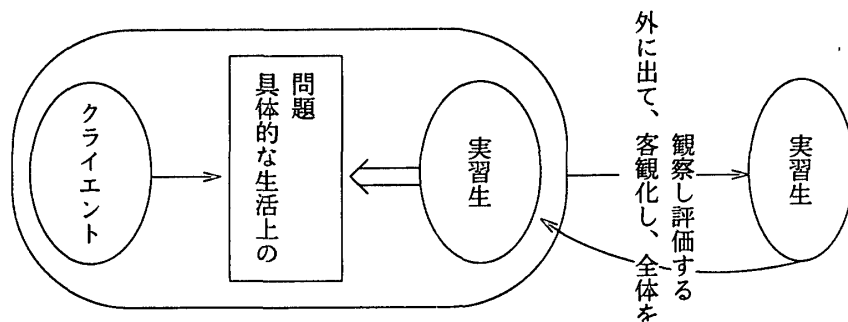 クライエント
具体的な生活上の
問題
実習生
外に出て、客観化し、全体を
観察し評価する
実習生